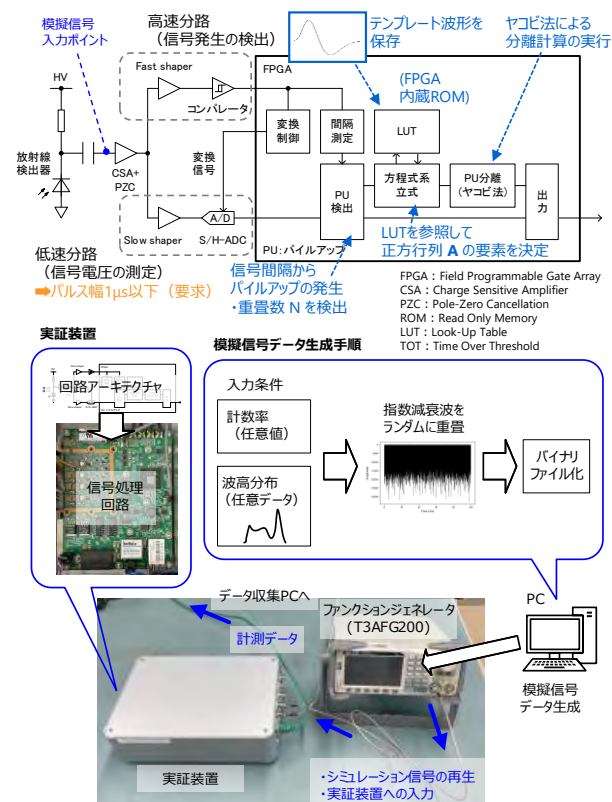 模擬信号
入力ポイント
高速分路
(信号発生の検出)
テンプレート波形を
保存
ヤコビ法による
分離計算の実行
HV
Fast shaper
コンパレータ
FPGA
(FPGA
内蔵ROM)
変換
制御
間隔
測定
LUT
放射線
検出器
CSA+
PZC
変換
信号
PU
検出
方程式系
立式
PU分離
(ヤコビ法)
出
力
A/D
Slow shaper
S/H-ADC
PU:パイルアップ
LUTを参照して
正方行列 A の要素を決定
低速分路
(信号電圧の測定)
➡パルス幅1μs以下(要求)
信号間隔から
パイルアップの発生
・重畳数 N を検出
FPGA:Field Programmable Gate Array
CSA:Charge Sensitive Amplifier
PZC:Pole-Zero Cancellation
ROM:Read Only Memory
LUT:Look-Up Table
TOT:Time Over Threshold
実証装置
模擬信号データ生成手順
回路アーキテクチャ
信号処理
回路
入力条件
計数率
(任意値)
波高分布
(任意データ)
指数減衰波を
ランダムに重畳
バイナリ
ファイル化
データ収集PCへ
計測データ
ファンクションジェネレータ
(T3AFG200)
PC
模擬信号
データ生成
実証装置
・シミュレーション信号の再生
・実証装置への入力